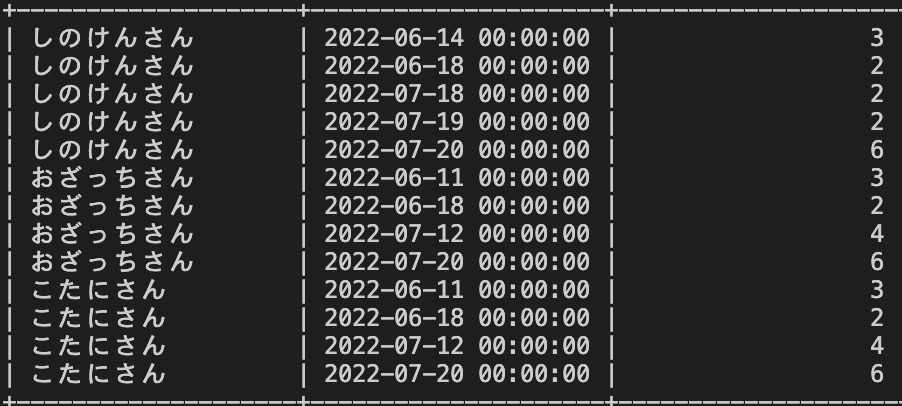 | しのけんさん | 2022-06-14 00:00:00 | 3
| しのけんさん | 2022-06-18 00:00:00 | 2
| しのけんさん | 2022-07-18 00:00:00 | 2
| しのけんさん | 2022-07-19 00:00:00 | 2
| しのけんさん | 2022-07-20 00:00:00 | 6
| おざっちさん | 2022-06-11 00:00:00 | 3
| おざっちさん | 2022-06-18 00:00:00 | 2
| おざっちさん | 2022-07-12 00:00:00 | 4
| おざっちさん | 2022-07-20 00:00:00 | 6
| こたにさん | 2022-06-11 00:00:00 | 3
| こたにさん | 2022-06-18 00:00:00 | 2
| こたにさん | 2022-07-12 00:00:00 | 4
| こたにさん | 2022-07-20 00:00:00 | 6